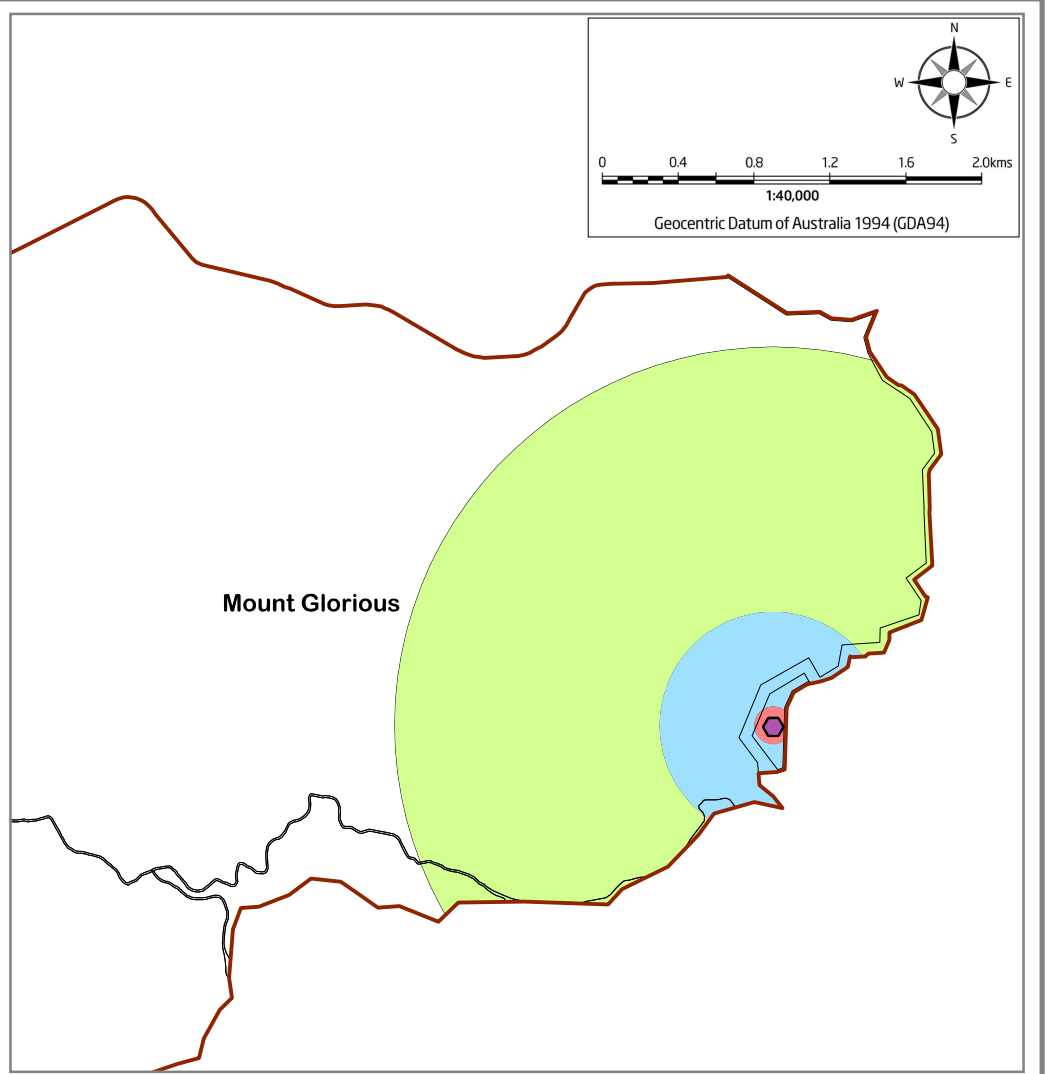 N
W E
S
0 0.4 0.8 1.2 1.6 2.0kms
1:40,000
Geocentric Datum of Australia 1994 (GDA94)
Mount Glorious